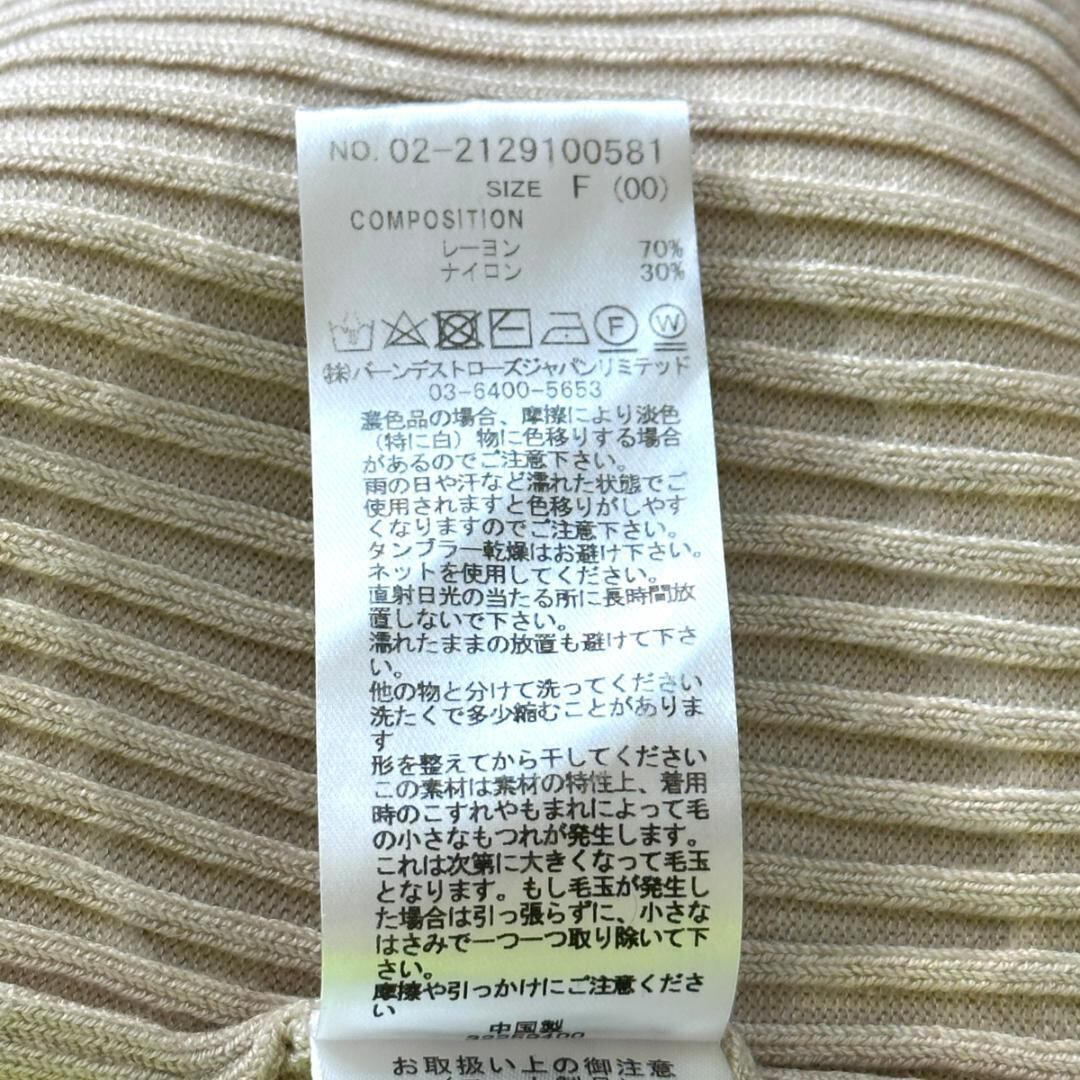 NO. 02-2129100581
SIZE F (00)
COMPOSITION
レーヨン 70%
ナイロン 30%
F W
㈱バーンデストローズジャパンリミテッド
03-6400-5653
濃色品の場合、摩擦により淡色
(特に白)物に色移りする場合
があるのでご注意下さい。
雨の日や汗など濡れた状態でご
使用されますと色移りがしやす
くなりますのでご注意下さい。
タンブラー乾燥はお避け下さい。
ネットを使用してください。
直射日光の当たる所に長時間放
置しないで下さい。
濡れたままの放置も避けて下さ
い。
他の物と分けて洗ってください
洗たくで多少縮むことがありま
す
形を整えてから干してください
この素材は素材の特性上、着用
時のこすれやもまれによって毛
の小さなもつれが発生します。
これは次第に大きくなって毛玉
となります。もし毛玉が発生し
た場合は引っ張らずに、小さな
はさみで一つ一つ取り除いて下
さい。
摩擦や引っかけにご注意くださ
い
中国製
お取扱い上の御注意